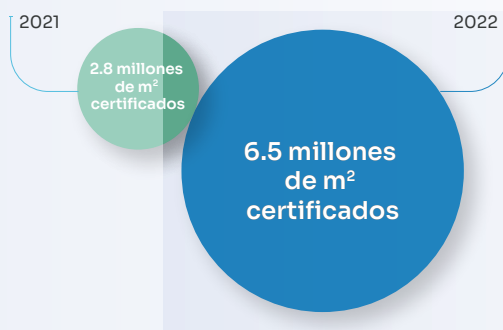 2021
2022
2.8 millones
de m²
certificados
6.5 millones
de m²
certificados